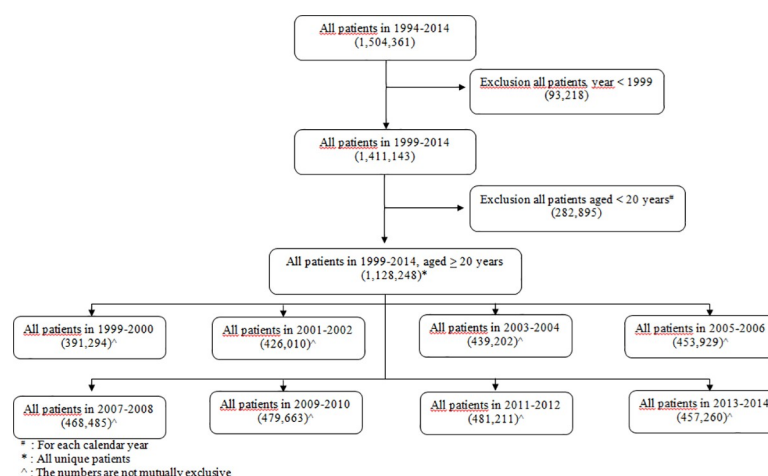 All patients in 1994-2014
(1,504,361)
Exclusion all patients, year < 1999
(93,218)
All patients in 1999-2014
(1,411,143)
Exclusion all patients aged < 20 years#
(282,895)
All patients in 1999-2014, aged ≥ 20 years
(1,128,248)*
All patients in 1999-2000
(391,294)^
All patients in 2001-2002
(426,010)^
All patients in 2003-2004
(439,202)^
All patients in 2005-2006
(453,929)^
All patients in 2007-2008
(468,485)^
All patients in 2009-2010
(479,663)^
All patients in 2011-2012
(481,211)^
All patients in 2013-2014
(457,260)^
# : For each calendar year
* : All unique patients
^ : The numbers are not mutually exclusive